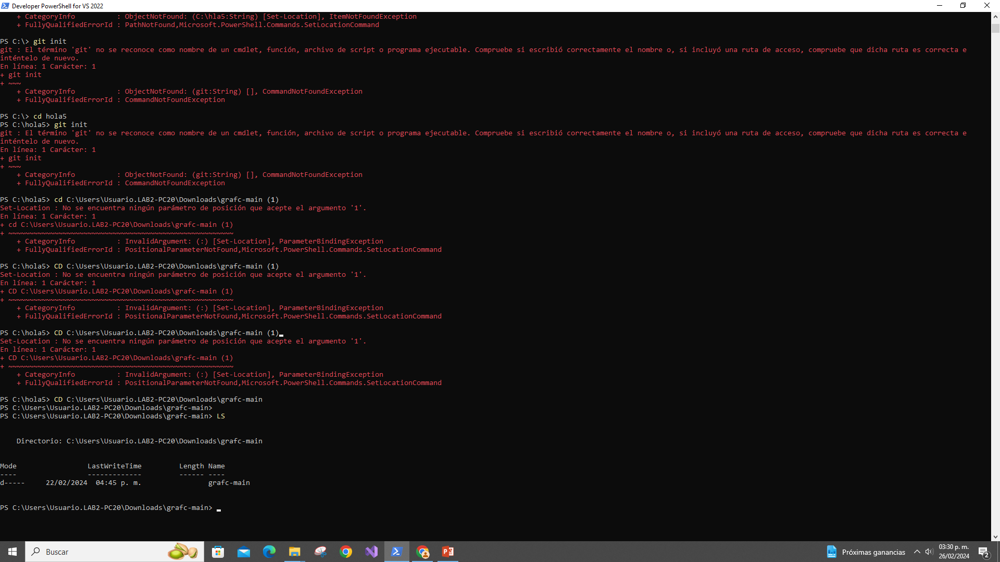 Developer PowerShell for VS 2022
    + CategoryInfo          : ObjectNotFound: (C:\hla5:String) [Set-Location], ItemNotFoundException
    + FullyQualifiedErrorId : PathNotFound,Microsoft.PowerShell.Commands.SetLocationCommand
PS C:\> git init
git : El término 'git' no se reconoce como nombre de un cmdlet, función, archivo de script o programa ejecutable. Compruebe si escribió correctamente el nombre o, si incluyó una ruta de acceso, compruebe que dicha ruta es correcta e
inténtelo de nuevo.
En línea: 1 Carácter: 1
+ git init
+ ~~~
    + CategoryInfo          : ObjectNotFound: (git:String) [], CommandNotFoundException
    + FullyQualifiedErrorId : CommandNotFoundException
PS C:\> cd hola5
PS C:\hola5> git init
git : El término 'git' no se reconoce como nombre de un cmdlet, función, archivo de script o programa ejecutable. Compruebe si escribió correctamente el nombre o, si incluyó una ruta de acceso, compruebe que dicha ruta es correcta e
inténtelo de nuevo.
En línea: 1 Carácter: 1
+ git init
+ ~~~
    + CategoryInfo          : ObjectNotFound: (git:String) [], CommandNotFoundException
    + FullyQualifiedErrorId : CommandNotFoundException
PS C:\hola5> cd C:\Users\Usuario.LAB2-PC20\Downloads\grafc-main (1)
Set-Location : No se encuentra ningún parámetro de posición que acepte el argumento '1'.
En línea: 1 Carácter: 1
+ cd C:\Users\Usuario.LAB2-PC20\Downloads\grafc-main (1)
+ ~~~~~~~~~~~~~~~~~~~~~~~~~~~~~~~~~~~~~~~~~~~~~~~~~~~~~~
    + CategoryInfo          : InvalidArgument: (:) [Set-Location], ParameterBindingException
    + FullyQualifiedErrorId : PositionalParameterNotFound,Microsoft.PowerShell.Commands.SetLocationCommand
PS C:\hola5> CD C:\Users\Usuario.LAB2-PC20\Downloads\grafc-main (1)
Set-Location : No se encuentra ningún parámetro de posición que acepte el argumento '1'.
En línea: 1 Carácter: 1
+ CD C:\Users\Usuario.LAB2-PC20\Downloads\grafc-main (1)
+ ~~~~~~~~~~~~~~~~~~~~~~~~~~~~~~~~~~~~~~~~~~~~~~~~~~~~~~
    + CategoryInfo          : InvalidArgument: (:) [Set-Location], ParameterBindingException
    + FullyQualifiedErrorId : PositionalParameterNotFound,Microsoft.PowerShell.Commands.SetLocationCommand
PS C:\hola5> CD C:\Users\Usuario.LAB2-PC20\Downloads\grafc-main (1)
Set-Location : No se encuentra ningún parámetro de posición que acepte el argumento '1'.
En línea: 1 Carácter: 1
+ CD C:\Users\Usuario.LAB2-PC20\Downloads\grafc-main (1)
+ ~~~~~~~~~~~~~~~~~~~~~~~~~~~~~~~~~~~~~~~~~~~~~~~~~~~~~~
    + CategoryInfo          : InvalidArgument: (:) [Set-Location], ParameterBindingException
    + FullyQualifiedErrorId : PositionalParameterNotFound,Microsoft.PowerShell.Commands.SetLocationCommand
PS C:\hola5> CD C:\Users\Usuario.LAB2-PC20\Downloads\grafc-main
PS C:\Users\Usuario.LAB2-PC20\Downloads\grafc-main>
PS C:\Users\Usuario.LAB2-PC20\Downloads\grafc-main> LS
    Directorio: C:\Users\Usuario.LAB2-PC20\Downloads\grafc-main
Mode                 LastWriteTime         Length Name
----                 -------------         ------ ----
d-----     22/02/2024  04:45 p. m.                grafc-main
PS C:\Users\Usuario.LAB2-PC20\Downloads\grafc-main>
Buscar
Próximas ganancias
03:30 p. m.
26/02/2024
2